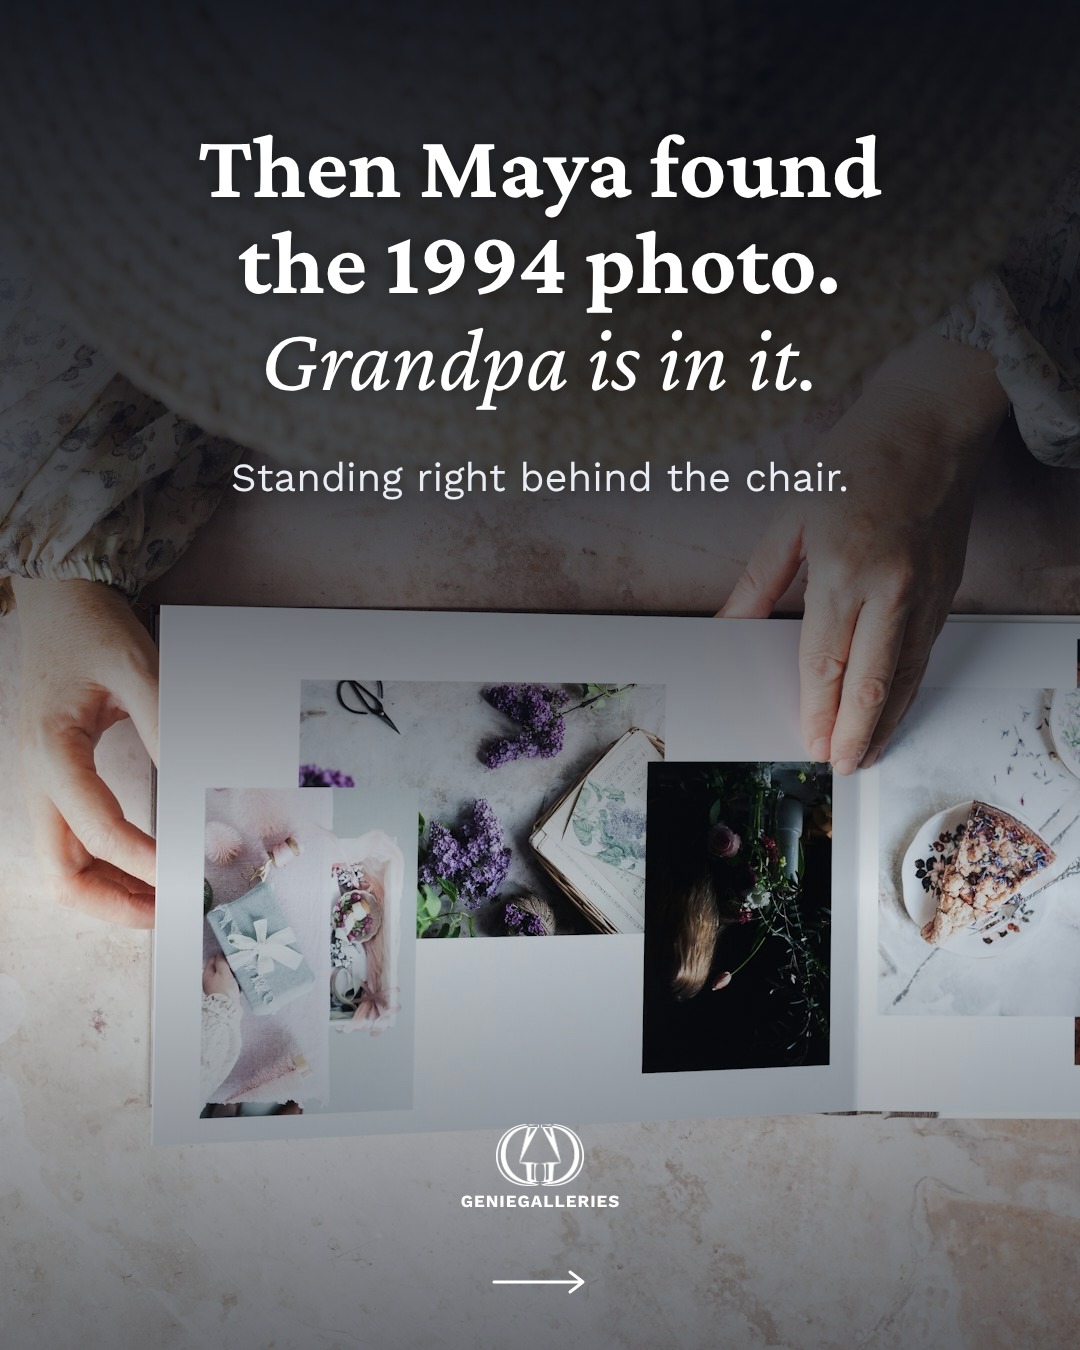 Then Maya found
the 1994 photo.
Grandpa is in it.
Standing right behind the chair.
GENIEGALLERIES